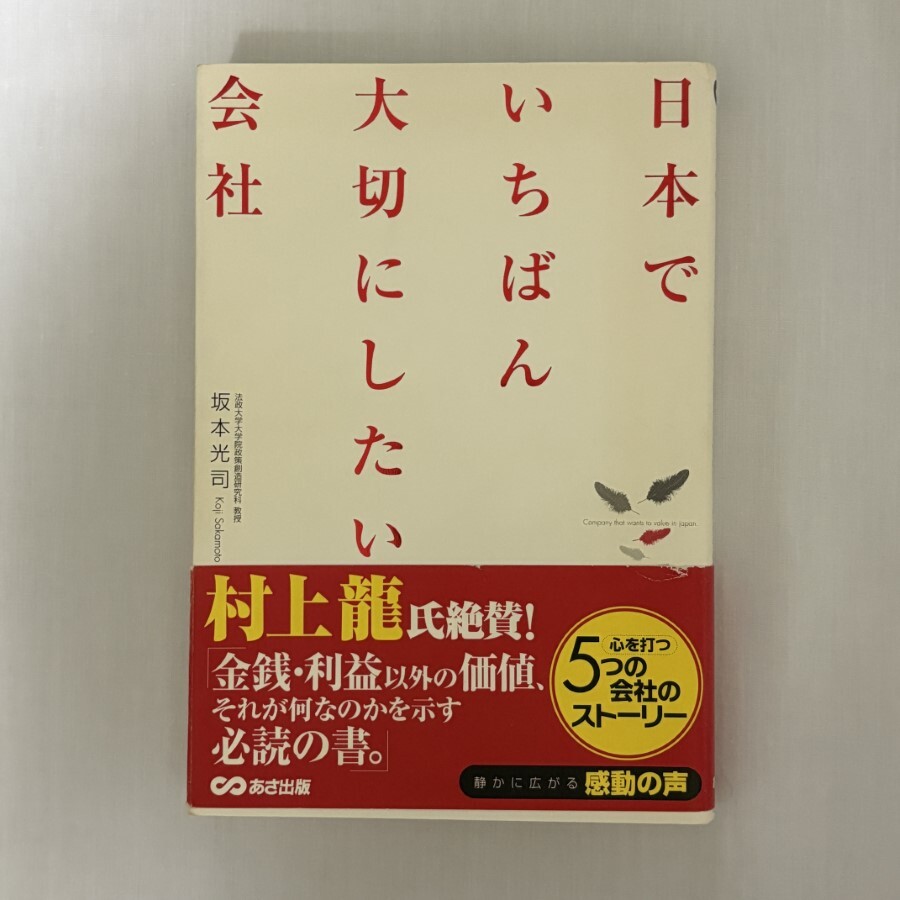 日本で
いちばん
大切にしたい
会社
法政大学大学院政策創造研究科 教授
坂本光司 Koji Sakamoto
Company that wants to value in Japan.
村上龍氏絶賛!
「金銭・利益以外の価値、
それが何なのかを示す
必読の書。」
心を打つ
5つの
会社の
ストーリー
あさ出版
静かに広がる 感動の声